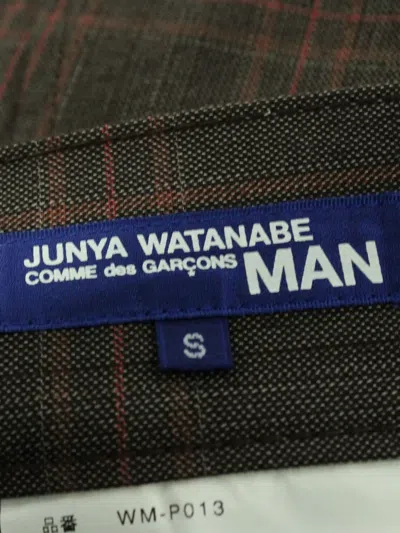 JUNYA WATANABE
COMME des GARÇONS MAN
S
品番 WM-P013